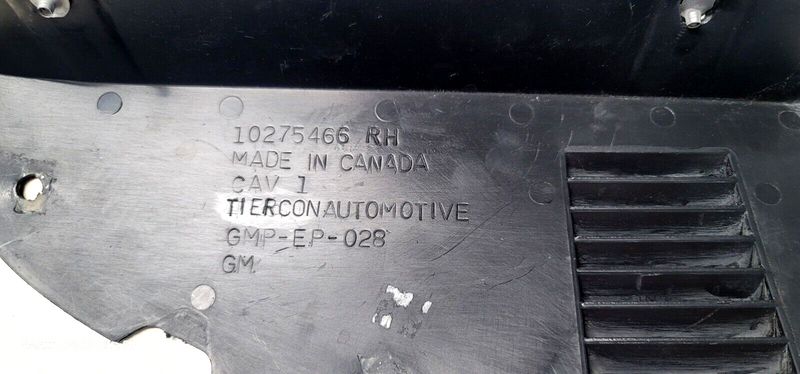 10275466 RH
MADE IN CANADA
CAV 1
TIERCONAUTOMOTIVE
GMP-EP-028
GM